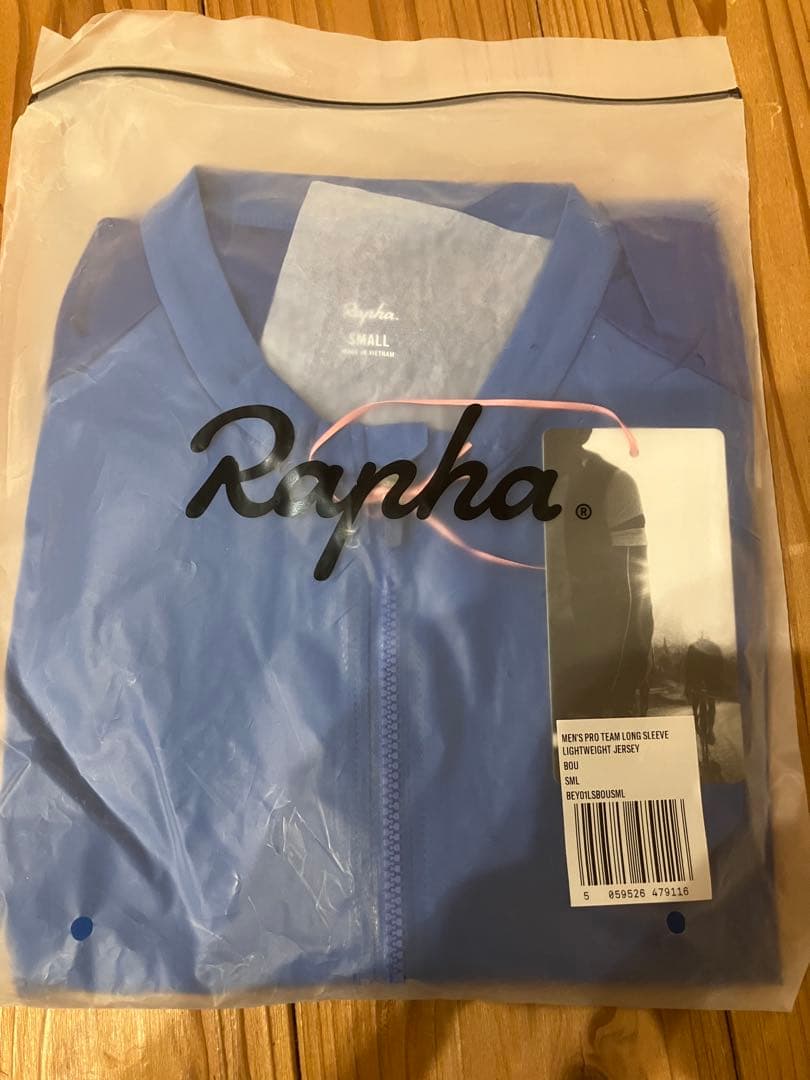 Rapha.
SMALL
MADE IN VIETNAM
Rapha.®
MEN'S PRO TEAM LONG SLEEVE
LIGHTWEIGHT JERSEY
BOU
SML
BEY01LSBOUSML
5 059526 479116